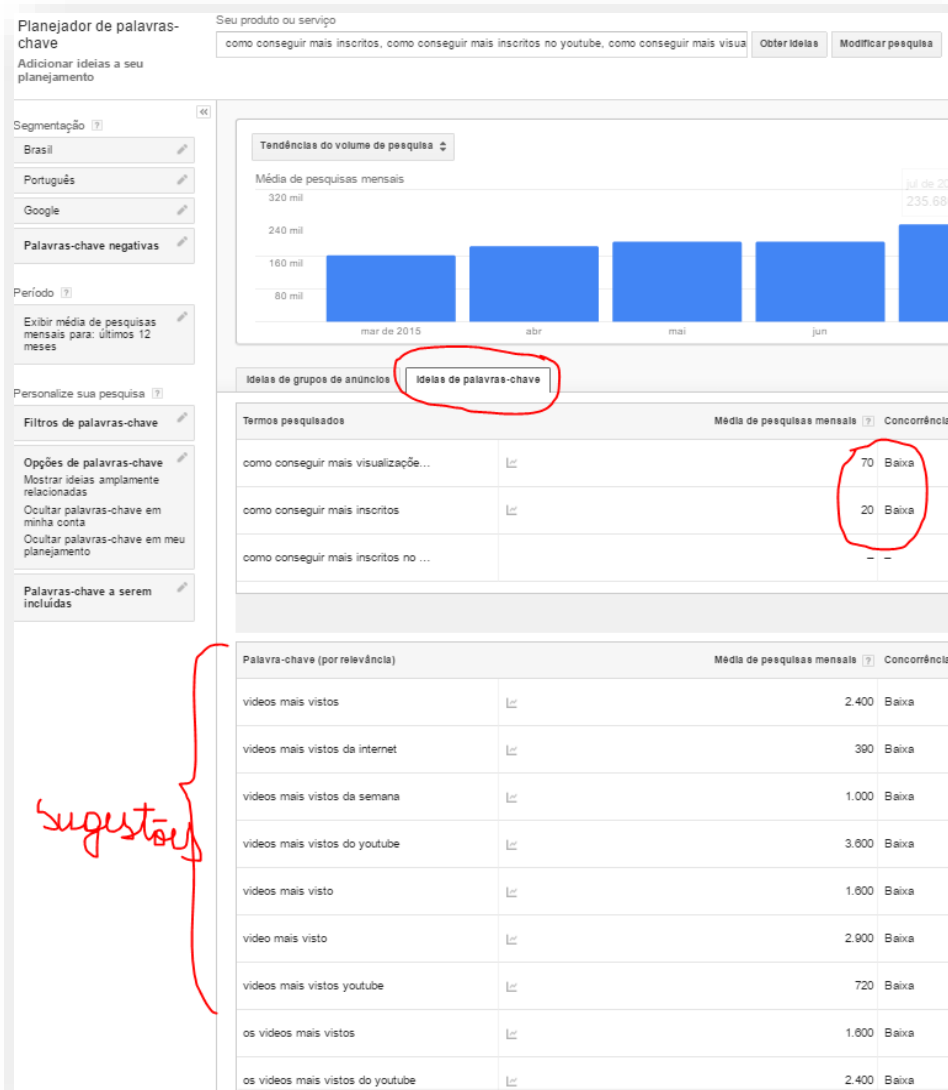 Planejador de palavras-
chave
Adicionar ideias a seu
planejamento
Seu produto ou serviço
como conseguir mais inscritos, como conseguir mais inscritos no youtube, como conseguir mais visua
Obter ideias
Modificar pesquisa
«
Segmentação ?
Brasil
Português
Google
Palavras-chave negativas
Período ?
Exibir média de pesquisas
mensais para: últimos 12
meses
Personalize sua pesquisa ?
Filtros de palavras-chave
Opções de palavras-chave
Mostrar ideias amplamente
relacionadas
Ocultar palavras-chave em
minha conta
Ocultar palavras-chave em meu
planejamento
Palavras-chave a serem
incluídas
Tendências do volume de pesquisa
Média de pesquisas mensais
320 mil
240 mil
160 mil
80 mil
jul de 20
235.68
mar de 2015 abr mai jun
Ideias de grupos de anúncios Ideias de palavras-chave
Termos pesquisados Média de pesquisas mensais ? Concorrência
como conseguir mais visualizaçõe... 70 Baixa
como conseguir mais inscritos 20 Baixa
como conseguir mais inscritos no ... – –
Palavra-chave (por relevância) Média de pesquisas mensais ? Concorrência
videos mais vistos 2.400 Baixa
videos mais vistos da internet 390 Baixa
videos mais vistos da semana 1.000 Baixa
videos mais vistos do youtube 3.600 Baixa
videos mais visto 1.600 Baixa
video mais visto 2.900 Baixa
videos mais vistos youtube 720 Baixa
os videos mais vistos 1.600 Baixa
os videos mais vistos do youtube 2.400 Baixa
sugestões